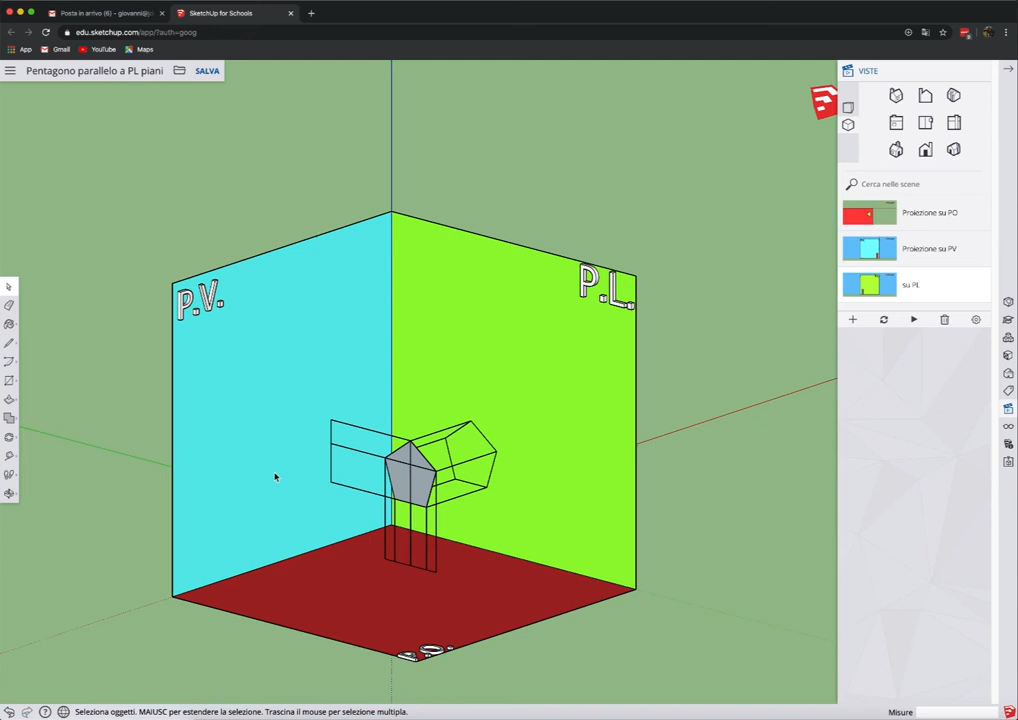 Posta in arrivo (6) - giovanni@j
SketchUp for Schools
edu.sketchup.com/app/?auth=goog
App
Gmail
YouTube
Maps
Pentagono parallelo a PL piani
SALVA
VISTE
Cerca nelle scene
Proiezione su PO
Proiezione su PV
su PL
P.V.
P.L.
P.O.
Seleziona oggetti. MAIUSC per estendere la selezione. Trascina il mouse per selezione multipla.
Misure